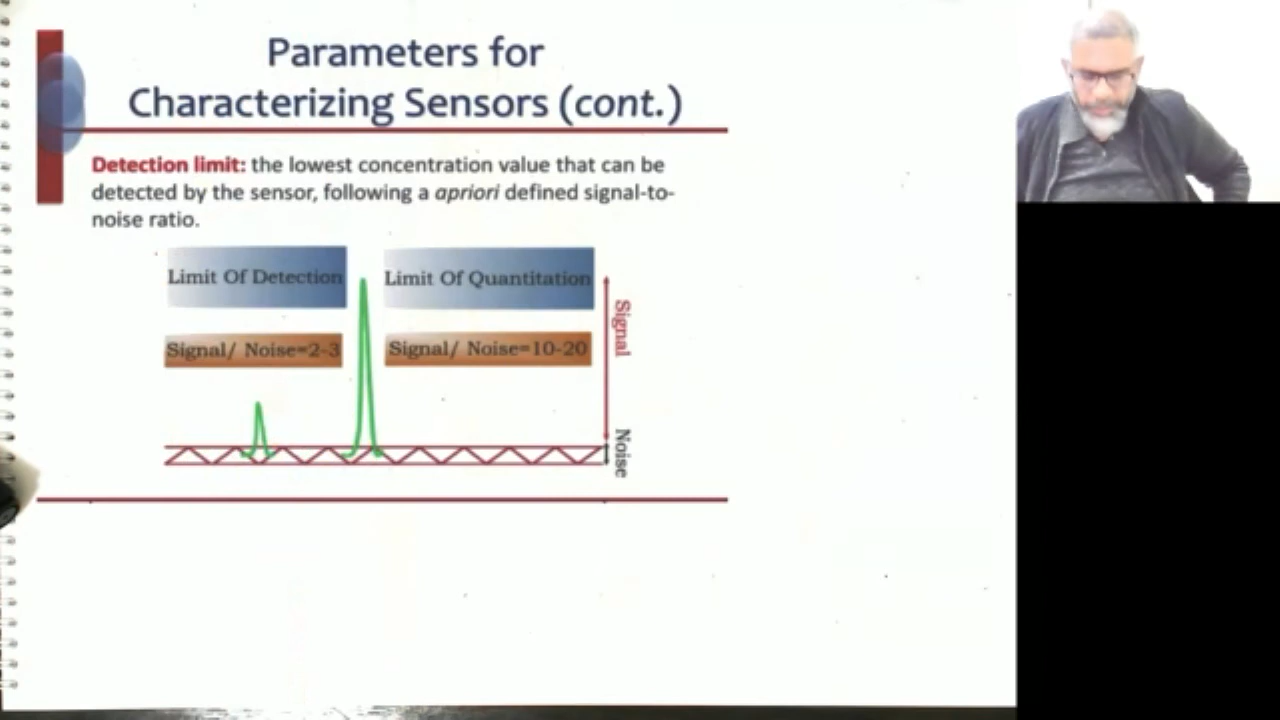 Parameters for
Characterizing Sensors (cont.)
Detection limit: the lowest concentration value that can be
detected by the sensor, following a apriori defined signal-to-
noise ratio.
Limit Of Detection
Limit Of Quantitation
Signal/ Noise=2-3
Signal/ Noise=10-20
Signal
Noise